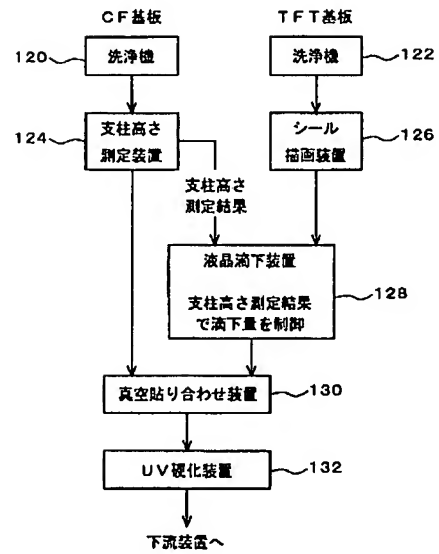 CF基板
TFT基板
120
洗浄機
洗浄機
122
124
支柱高さ
測定装置
シール
描画装置
126
支柱高さ
測定結果
液晶滴下装置
支柱高さ測定結果
で滴下量を制御
128
真空貼り合わせ装置
130
UV硬化装置
132
下流装置へ